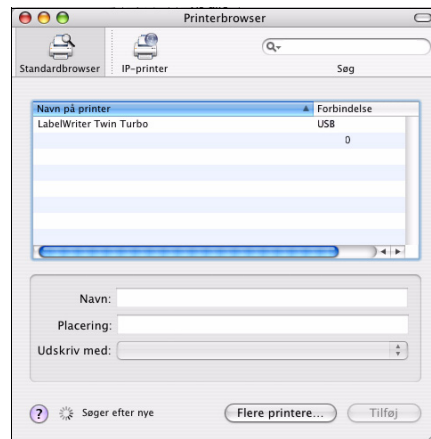 Printerbrowser
Standardbrowser IP-printer Søg
Navn på printer Forbindelse
LabelWriter Twin Turbo USB
0
Navn:
Placering:
Udskriv med:
? Søger efter nye Flere printere... Tilføj